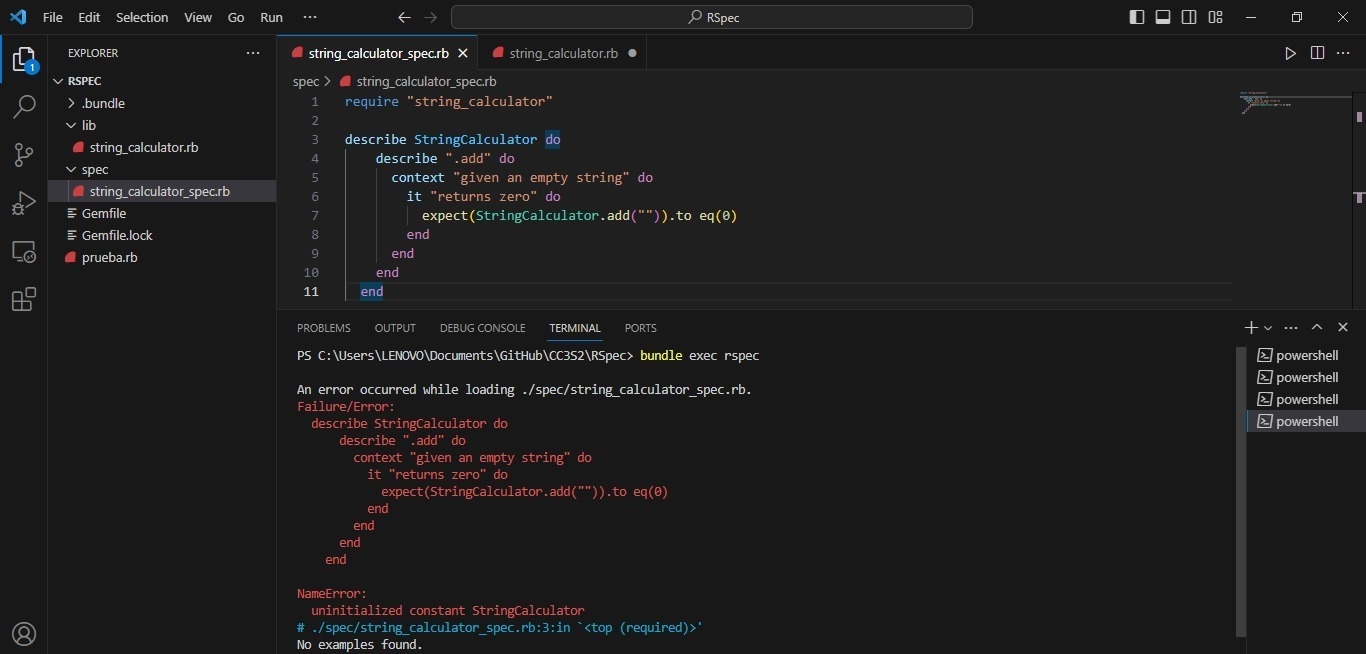 File Edit Selection View Go Run ··· RSpec
EXPLORER ···
RSPEC
.bundle
lib
string_calculator.rb
spec
string_calculator_spec.rb
Gemfile
Gemfile.lock
prueba.rb
1
string_calculator_spec.rb string_calculator.rb
spec > string_calculator_spec.rb
1 require "string_calculator"
2
3 describe StringCalculator do
4 describe ".add" do
5 context "given an empty string" do
6 it "returns zero" do
7 expect(StringCalculator.add("")).to eq(0)
8 end
9 end
10 end
11 end
PROBLEMS OUTPUT DEBUG CONSOLE TERMINAL PORTS
PS C:\Users\LENOVO\Documents\GitHub\CC3S2\RSpec> bundle exec rspec
An error occurred while loading ./spec/string_calculator_spec.rb.
Failure/Error:
describe StringCalculator do
describe ".add" do
context "given an empty string" do
it "returns zero" do
expect(StringCalculator.add("")).to eq(0)
end
end
end
end
NameError:
uninitialized constant StringCalculator
# ./spec/string_calculator_spec.rb:3:in `<top (required)>'
No examples found.
powershell
powershell
powershell
powershell